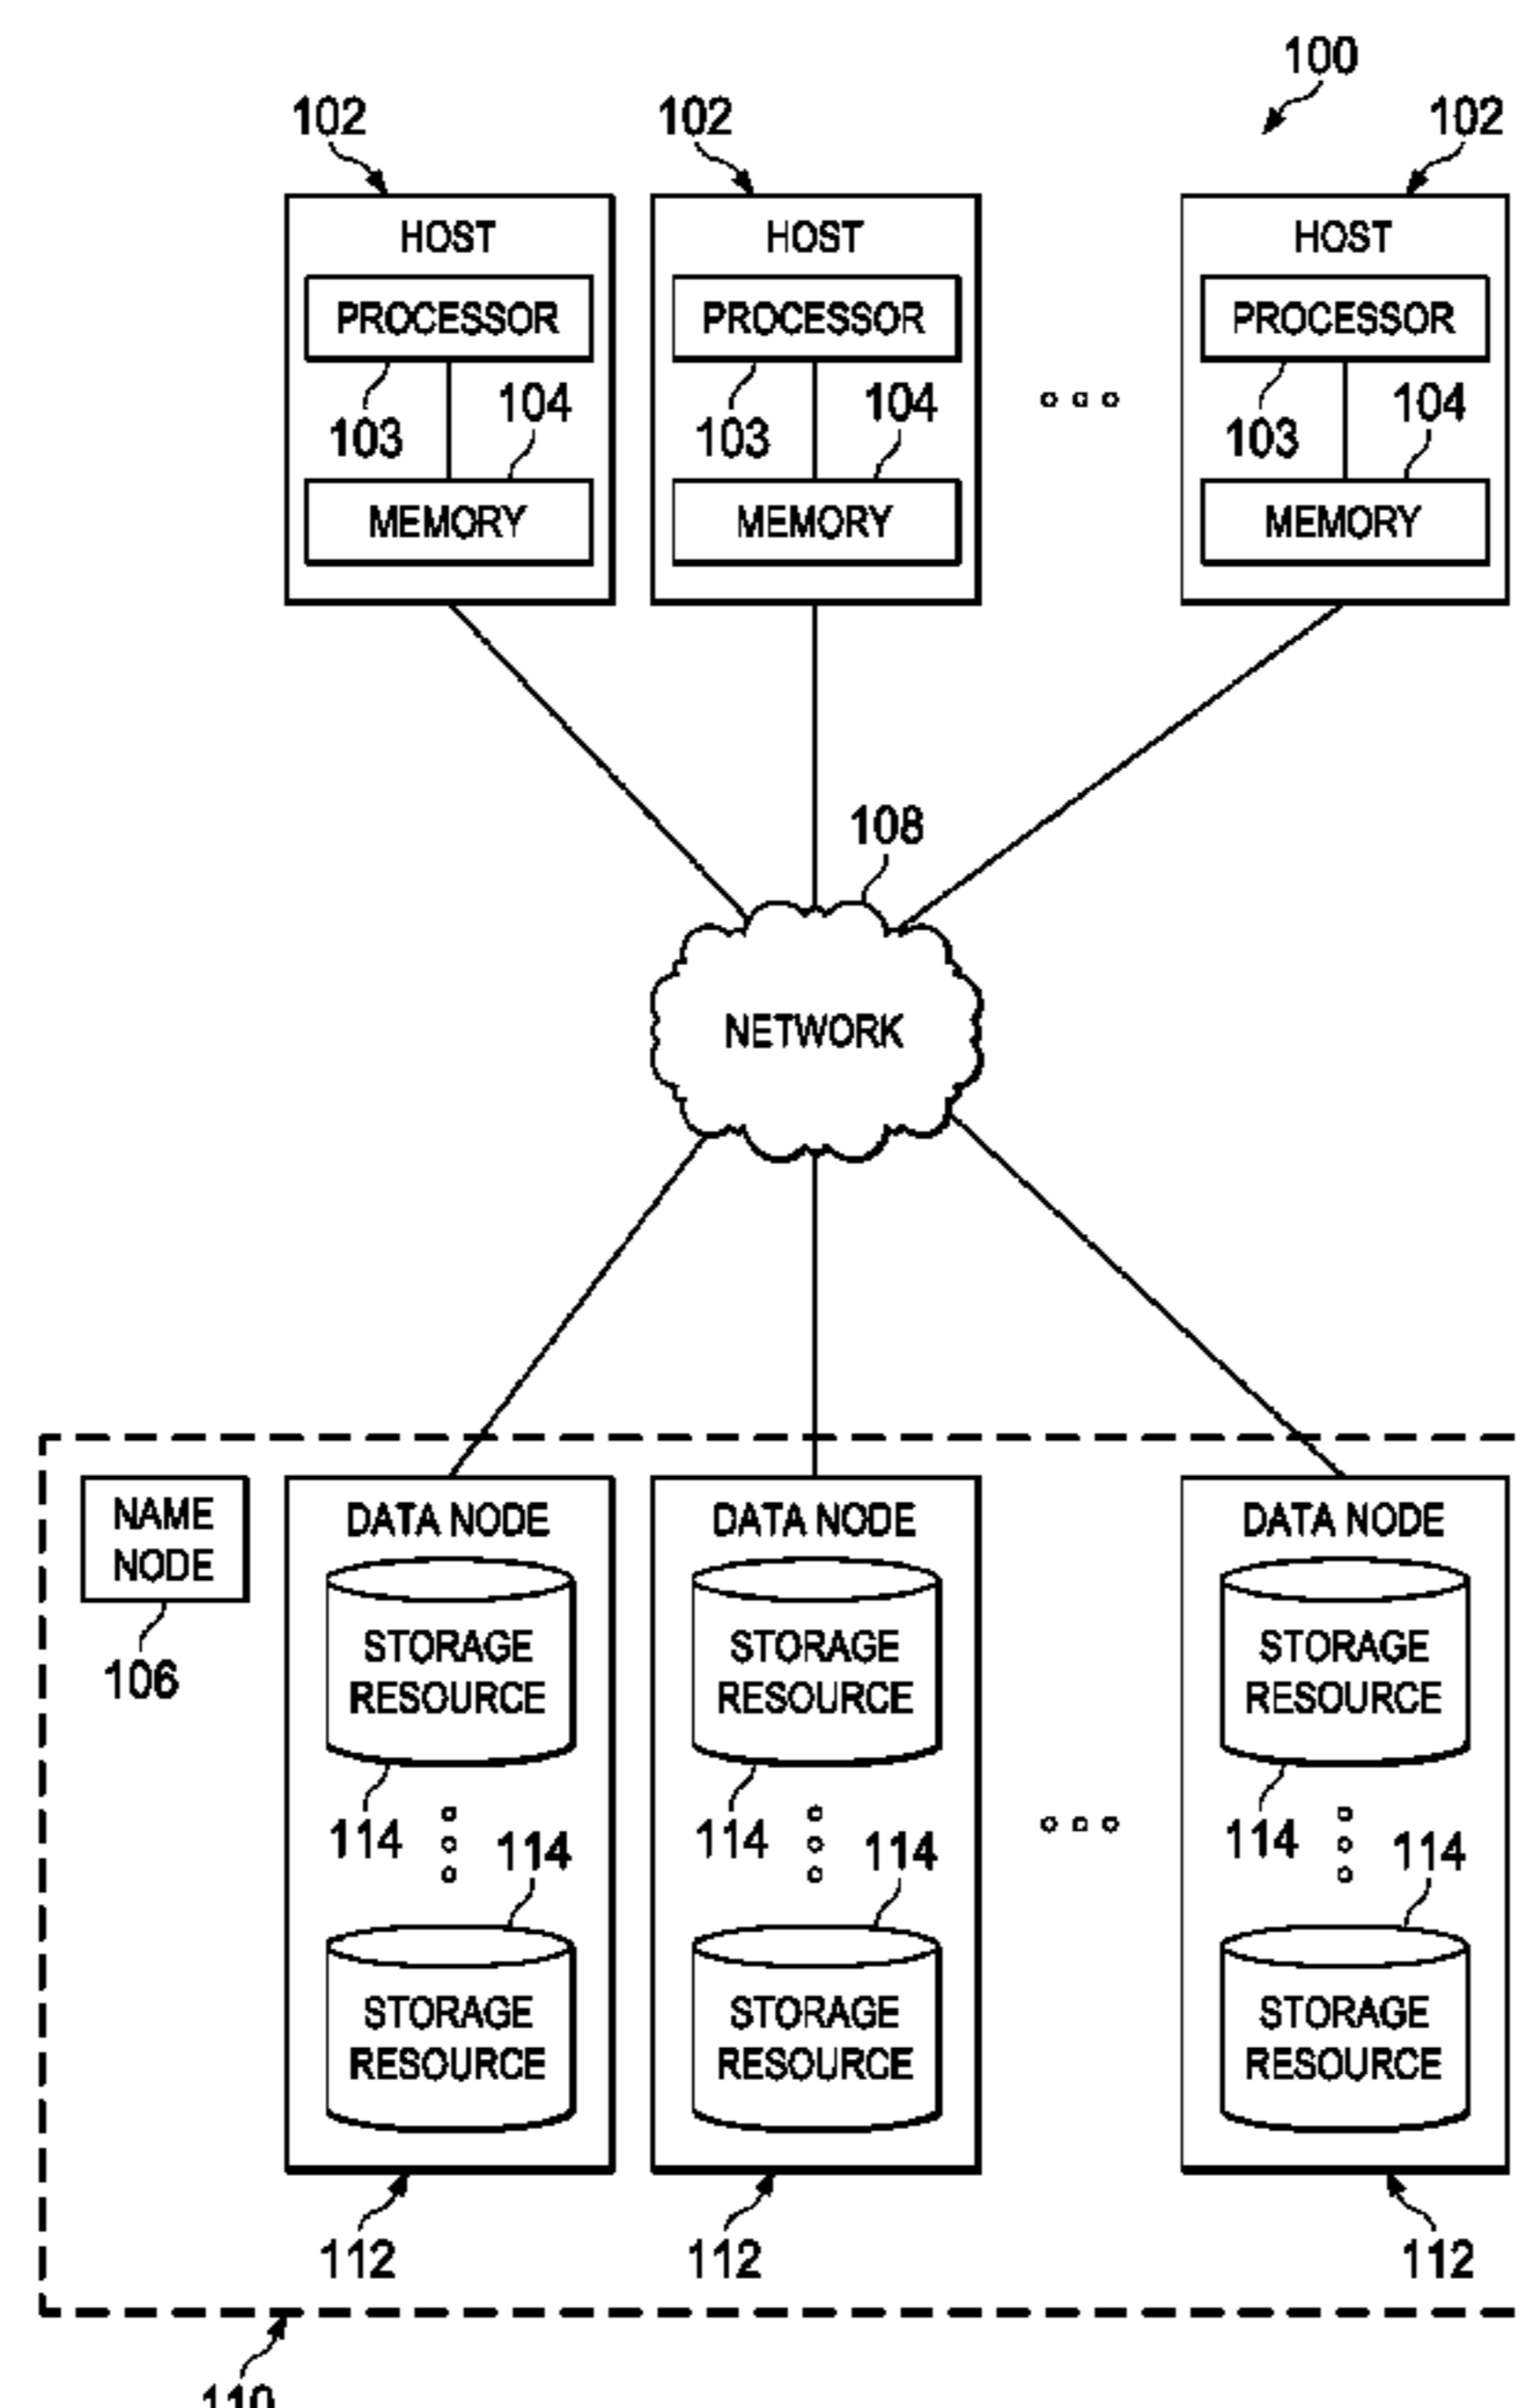 100
102
102
102
HOST
HOST
HOST
PROCESSOR
PROCESSOR
PROCESSOR
103
104
103
104
103
104
MEMORY
MEMORY
MEMORY
108
NETWORK
NAME
NODE
106
DATA NODE
DATA NODE
DATA NODE
STORAGE
RESOURCE
STORAGE
RESOURCE
STORAGE
RESOURCE
114
114
114
114
114
114
STORAGE
RESOURCE
STORAGE
RESOURCE
STORAGE
RESOURCE
112
112
112
110